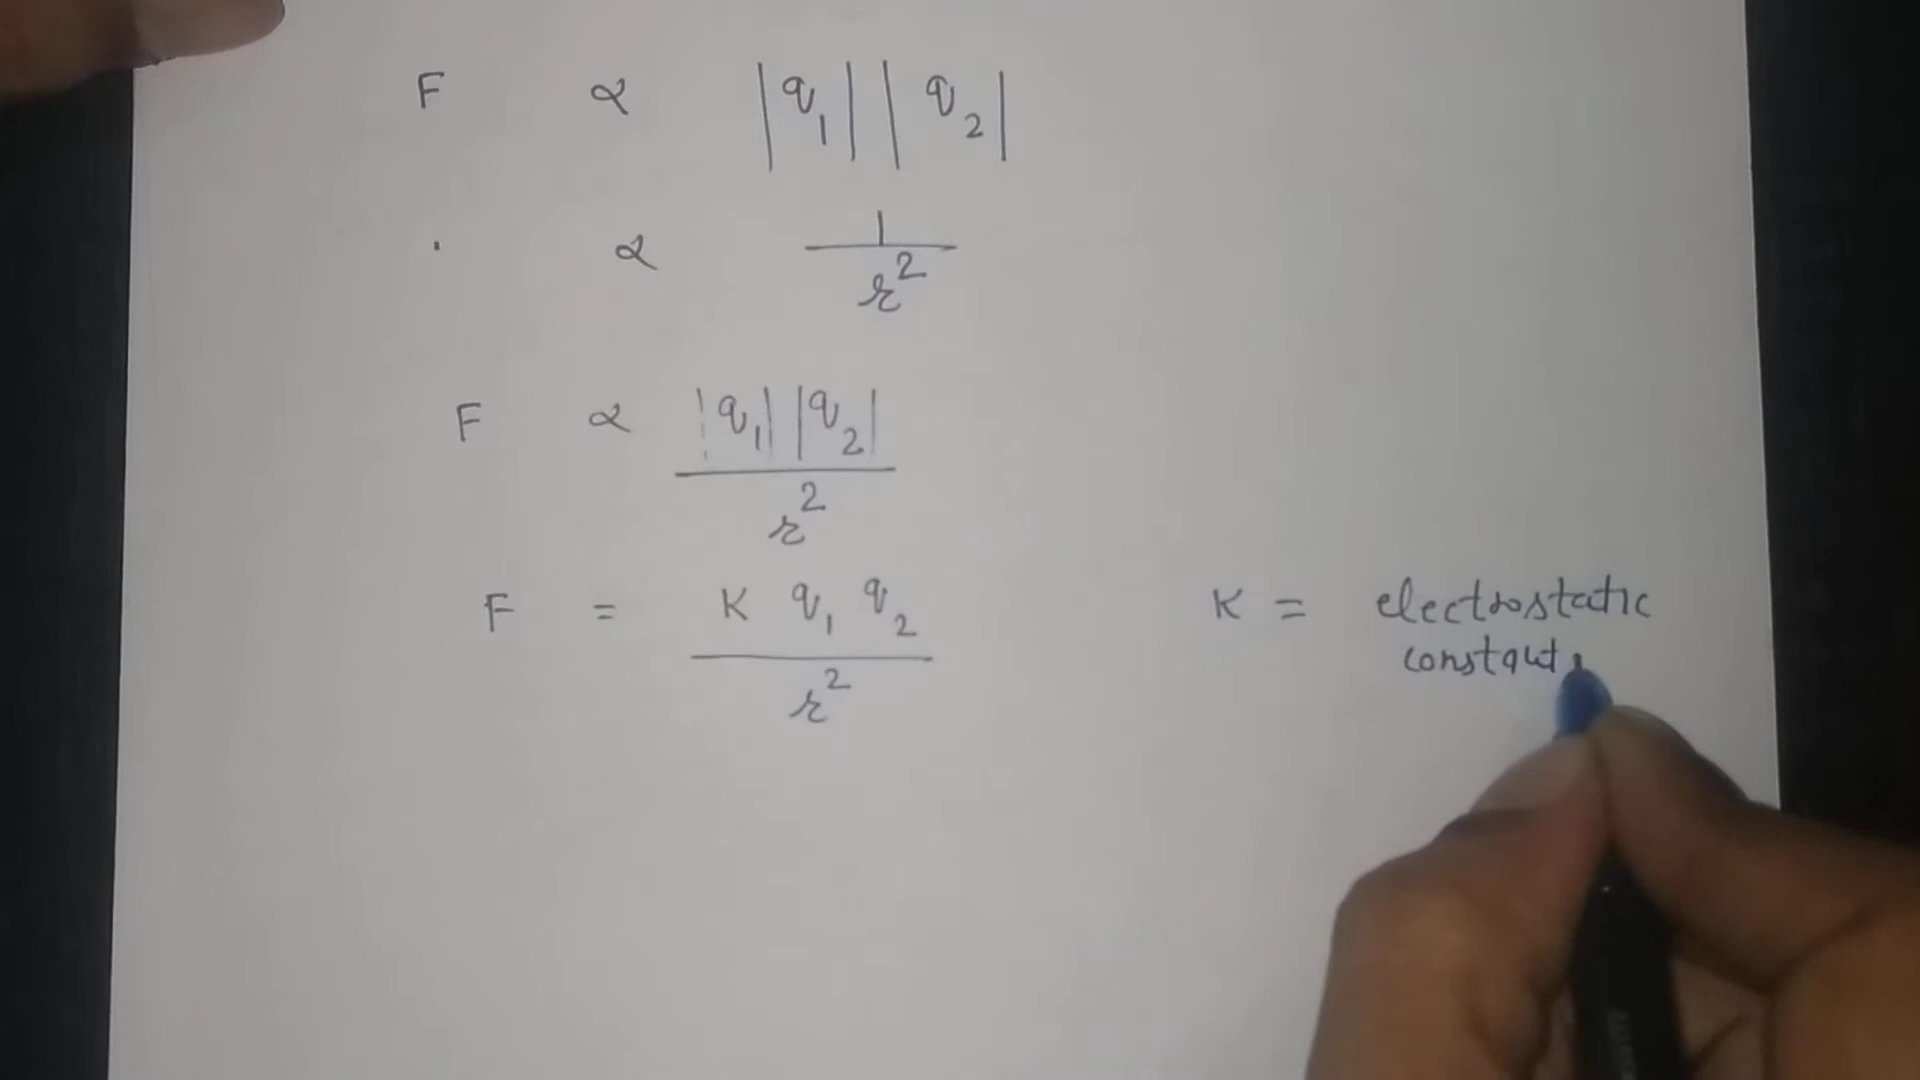 F ∝ |q₁| |q₂|
∝ 1/r²
F ∝ |q₁| |q₂| / r²
F = K q₁ q₂ / r²
K = electrostatic
constant